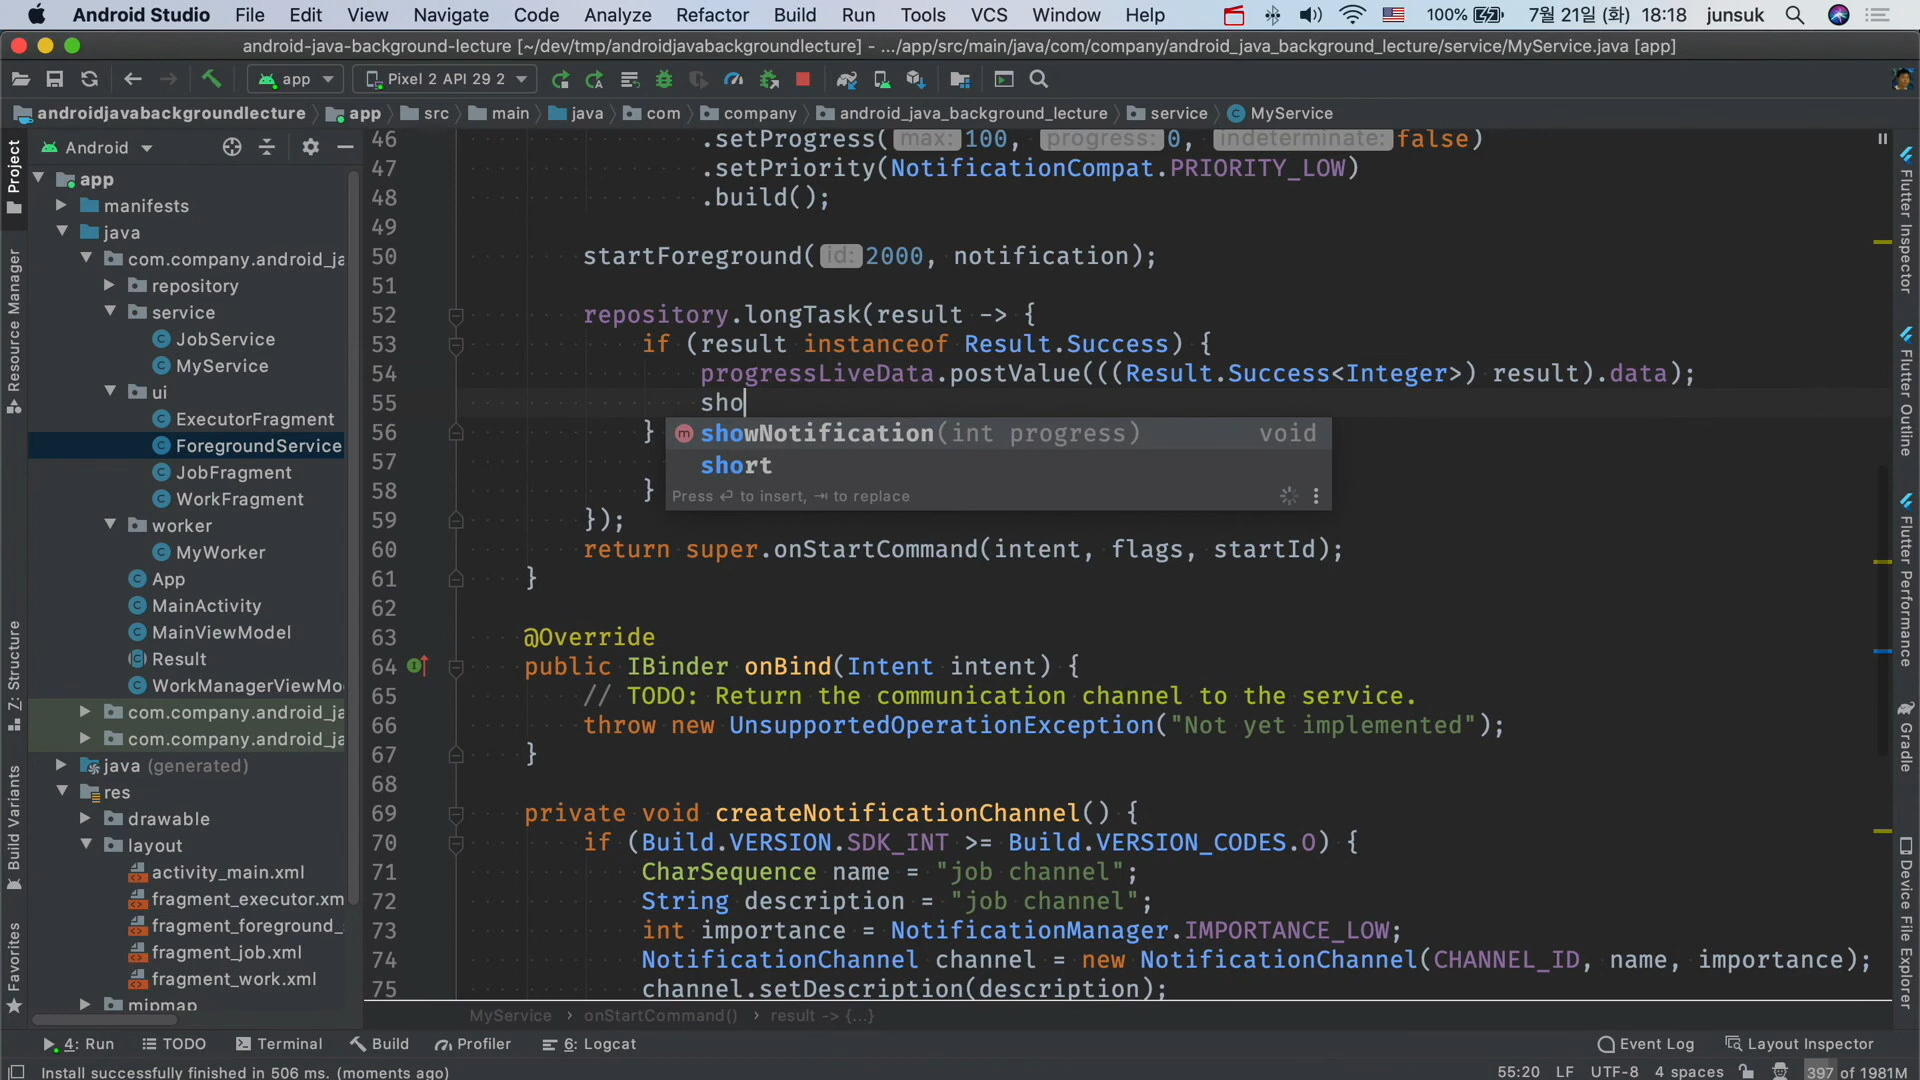 Android Studio File Edit View Navigate Code Analyze Refactor Build Run Tools VCS Window Help 100% 7월 21일 (화) 18:18 junsuk
android-java-background-lecture [~/dev/tmp/androidjavabackgroundlecture] – .../app/src/main/java/com/company/android_java_background_lecture/service/MyService.java [app]
app Pixel 2 API 29 2
androidjavabackgroundlecture app src main java com company android_java_background_lecture service MyService
Project
Resource Manager
Z: Structure
Build Variants
Favorites
Android
app
manifests
java
com.company.android_ja
repository
service
JobService
MyService
ui
ExecutorFragment
ForegroundService
JobFragment
WorkFragment
worker
MyWorker
App
MainActivity
MainViewModel
Result
WorkManagerViewMo
com.company.android_ja
com.company.android_ja
java (generated)
res
drawable
layout
activity_main.xml
fragment_executor.xm
fragment_foreground_
fragment_job.xml
fragment_work.xml
mipmap
46 .setProgress( max: 100, progress: 0, indeterminate: false)
47 .setPriority(NotificationCompat.PRIORITY_LOW)
48 .build();
49
50 startForeground( id: 2000, notification);
51
52 repository.longTask(result -> {
53 if (result instanceof Result.Success) {
54 progressLiveData.postValue(((Result.Success<Integer>) result).data);
55 sho
56 }
57
58 }
59 });
60 return super.onStartCommand(intent, flags, startId);
61 }
62
63 @Override
64 public IBinder onBind(Intent intent) {
65 // TODO: Return the communication channel to the service.
66 throw new UnsupportedOperationException("Not yet implemented");
67 }
68
69 private void createNotificationChannel() {
70 if (Build.VERSION.SDK_INT >= Build.VERSION_CODES.O) {
71 CharSequence name = "job channel";
72 String description = "job channel";
73 int importance = NotificationManager.IMPORTANCE_LOW;
74 NotificationChannel channel = new NotificationChannel(CHANNEL_ID, name, importance);
75 channel.setDescription(description);
showNotification(int progress) void
short
Press ↩ to insert, ⇥ to replace
MyService › onStartCommand() › result -> {...}
Flutter Inspector
Flutter Outline
Flutter Performance
Gradle
Device File Explorer
4: Run TODO Terminal Build Profiler 6: Logcat Event Log Layout Inspector
Install successfully finished in 506 ms. (moments ago) 55:20 LF UTF-8 4 spaces 397 of 1981M